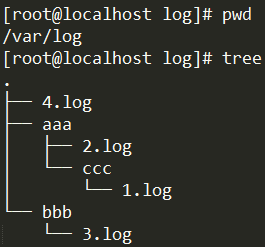 [root@localhost log]# pwd
/var/log
[root@localhost log]# tree
.
├── 4.log
├── aaa
│   ├── 2.log
│   └── ccc
│       └── 1.log
└── bbb
    └── 3.log